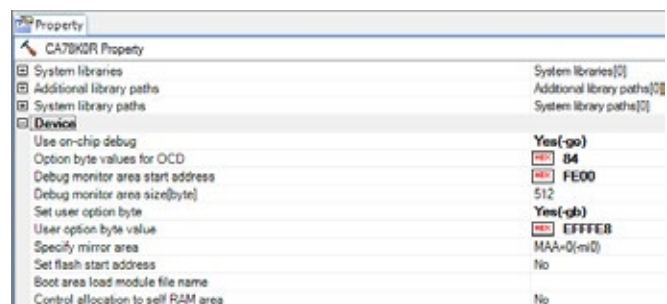 Property
CA78K0R Property
System libraries System libraries[0]
Additional library paths Additional library paths[0]
System library paths System library paths[0]
Device
Use on-chip debug Yes(-go)
Option byte values for OCD HEX 84
Debug monitor area start address HEX FE00
Debug monitor area size[byte] 512
Set user option byte Yes(-gb)
User option byte value HEX EFFFE8
Specify mirror area MAA=0(-mi0)
Set flash start address No
Boot area load module file name
Control allocation to self RAM area No